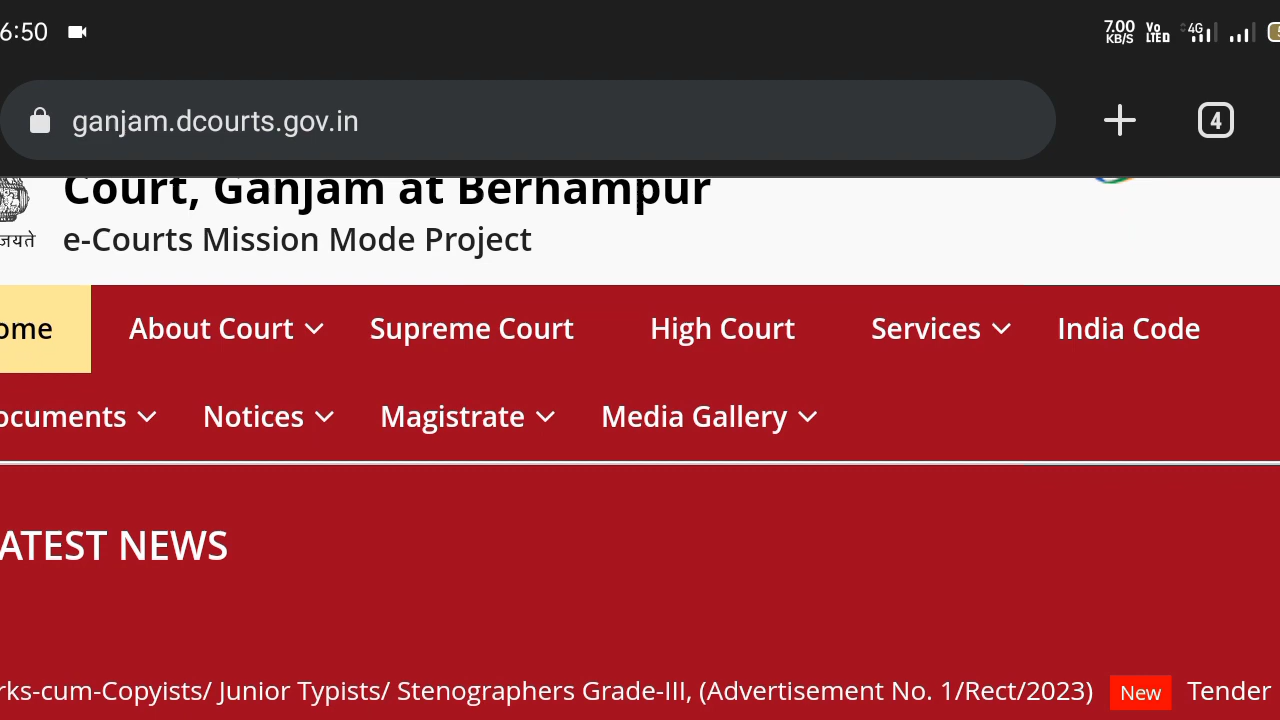 6:50 7.00 KB/S Vo LTED 4G
ganjam.dcourts.gov.in 4
Court, Ganjam at Berhampur
जयते e-Courts Mission Mode Project
ome About Court Supreme Court High Court Services India Code
ocuments Notices Magistrate Media Gallery
ATEST NEWS
rks-cum-Copyists/ Junior Typists/ Stenographers Grade-III, (Advertisement No. 1/Rect/2023) New Tender